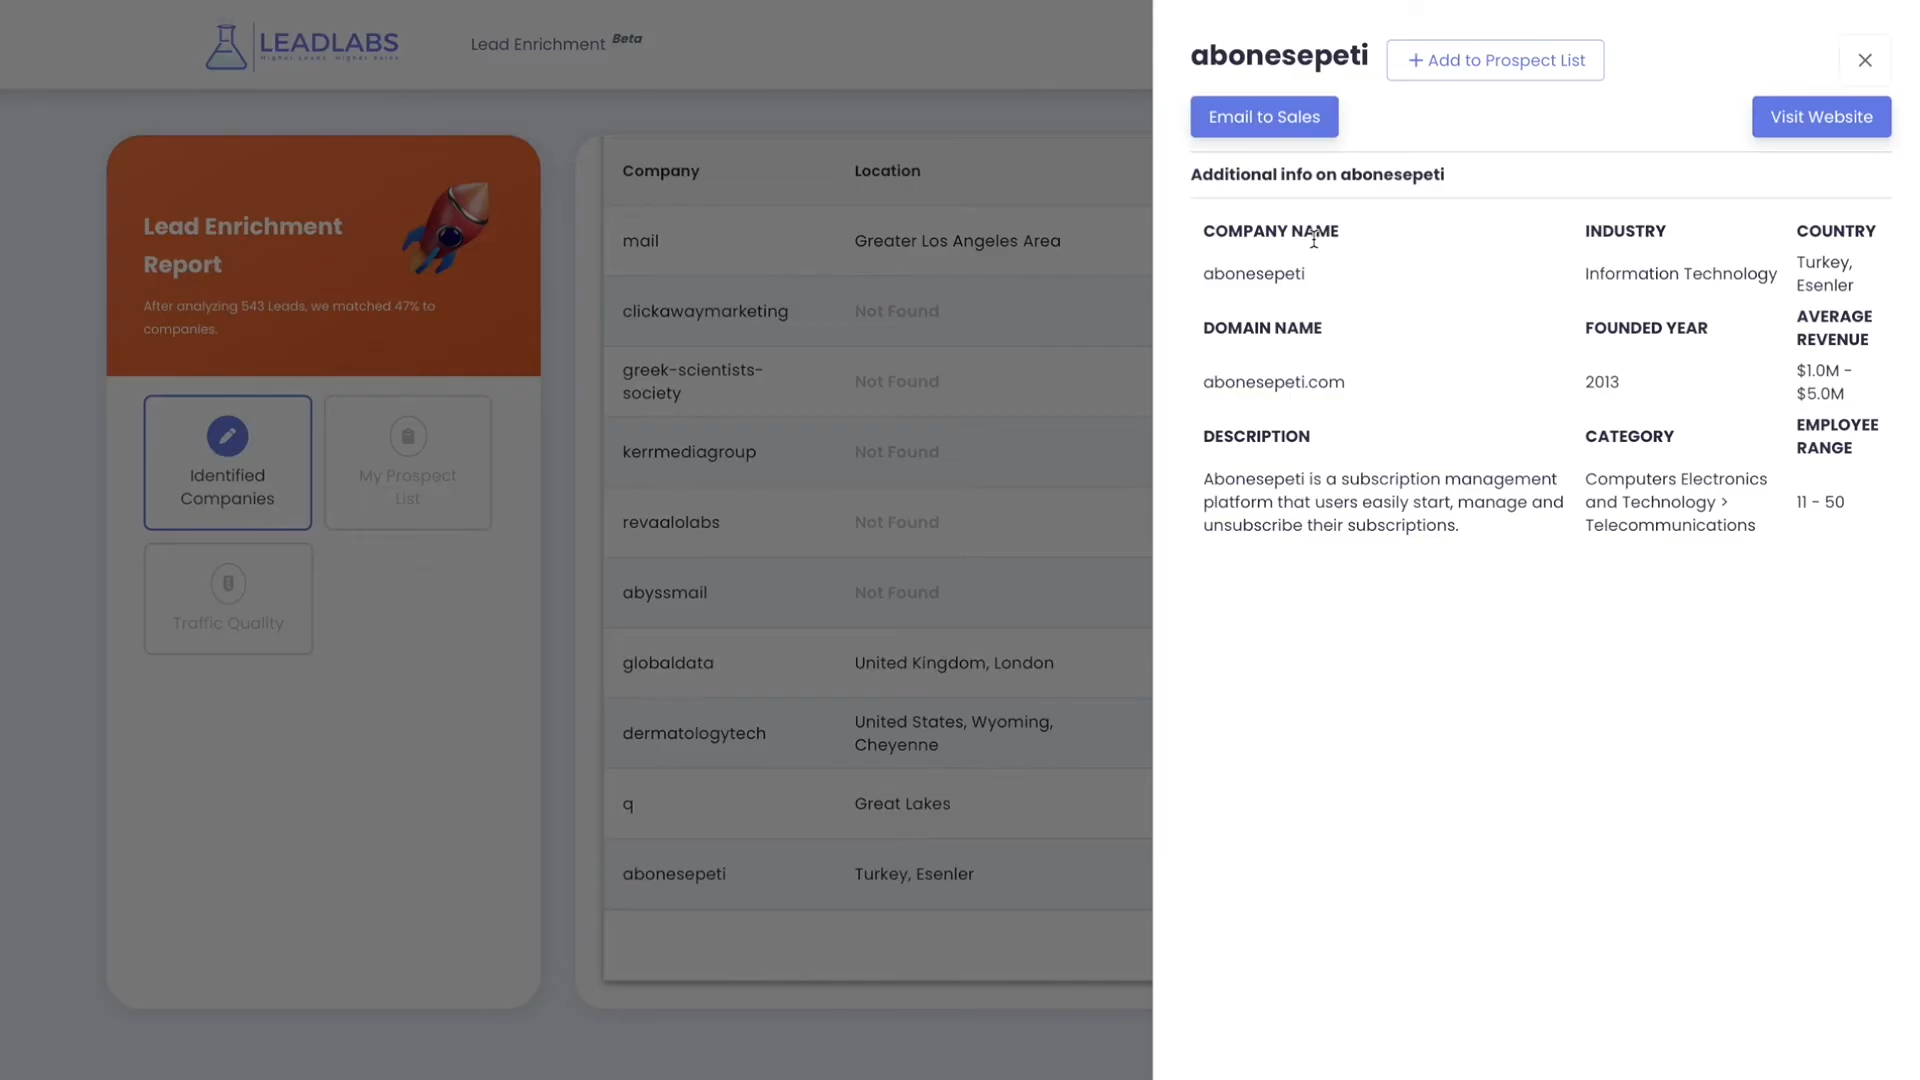 LEADLABS
Higher Leads. Higher Sales.
Lead Enrichment Beta
Lead Enrichment
Report
After analyzing 543 Leads, we matched 47% to
companies.
Identified
Companies
My Prospect
List
Traffic Quality
Company Location
mail Greater Los Angeles Area
clickawaymarketing Not Found
greek-scientists-
society
Not Found
kerrmediagroup Not Found
revaalolabs Not Found
abyssmail Not Found
globaldata United Kingdom, London
dermatologytech
United States, Wyoming,
Cheyenne
q Great Lakes
abonesepeti Turkey, Esenler
abonesepeti
+ Add to Prospect List
Email to Sales
Visit Website
Additional info on abonesepeti
COMPANY NAME INDUSTRY COUNTRY
abonesepeti Information Technology
Turkey,
Esenler
DOMAIN NAME FOUNDED YEAR
AVERAGE
REVENUE
abonesepeti.com 2013
$1.0M -
$5.0M
DESCRIPTION CATEGORY
EMPLOYEE
RANGE
Abonesepeti is a subscription management
platform that users easily start, manage and
unsubscribe their subscriptions.
Computers Electronics
and Technology >
Telecommunications
11 - 50